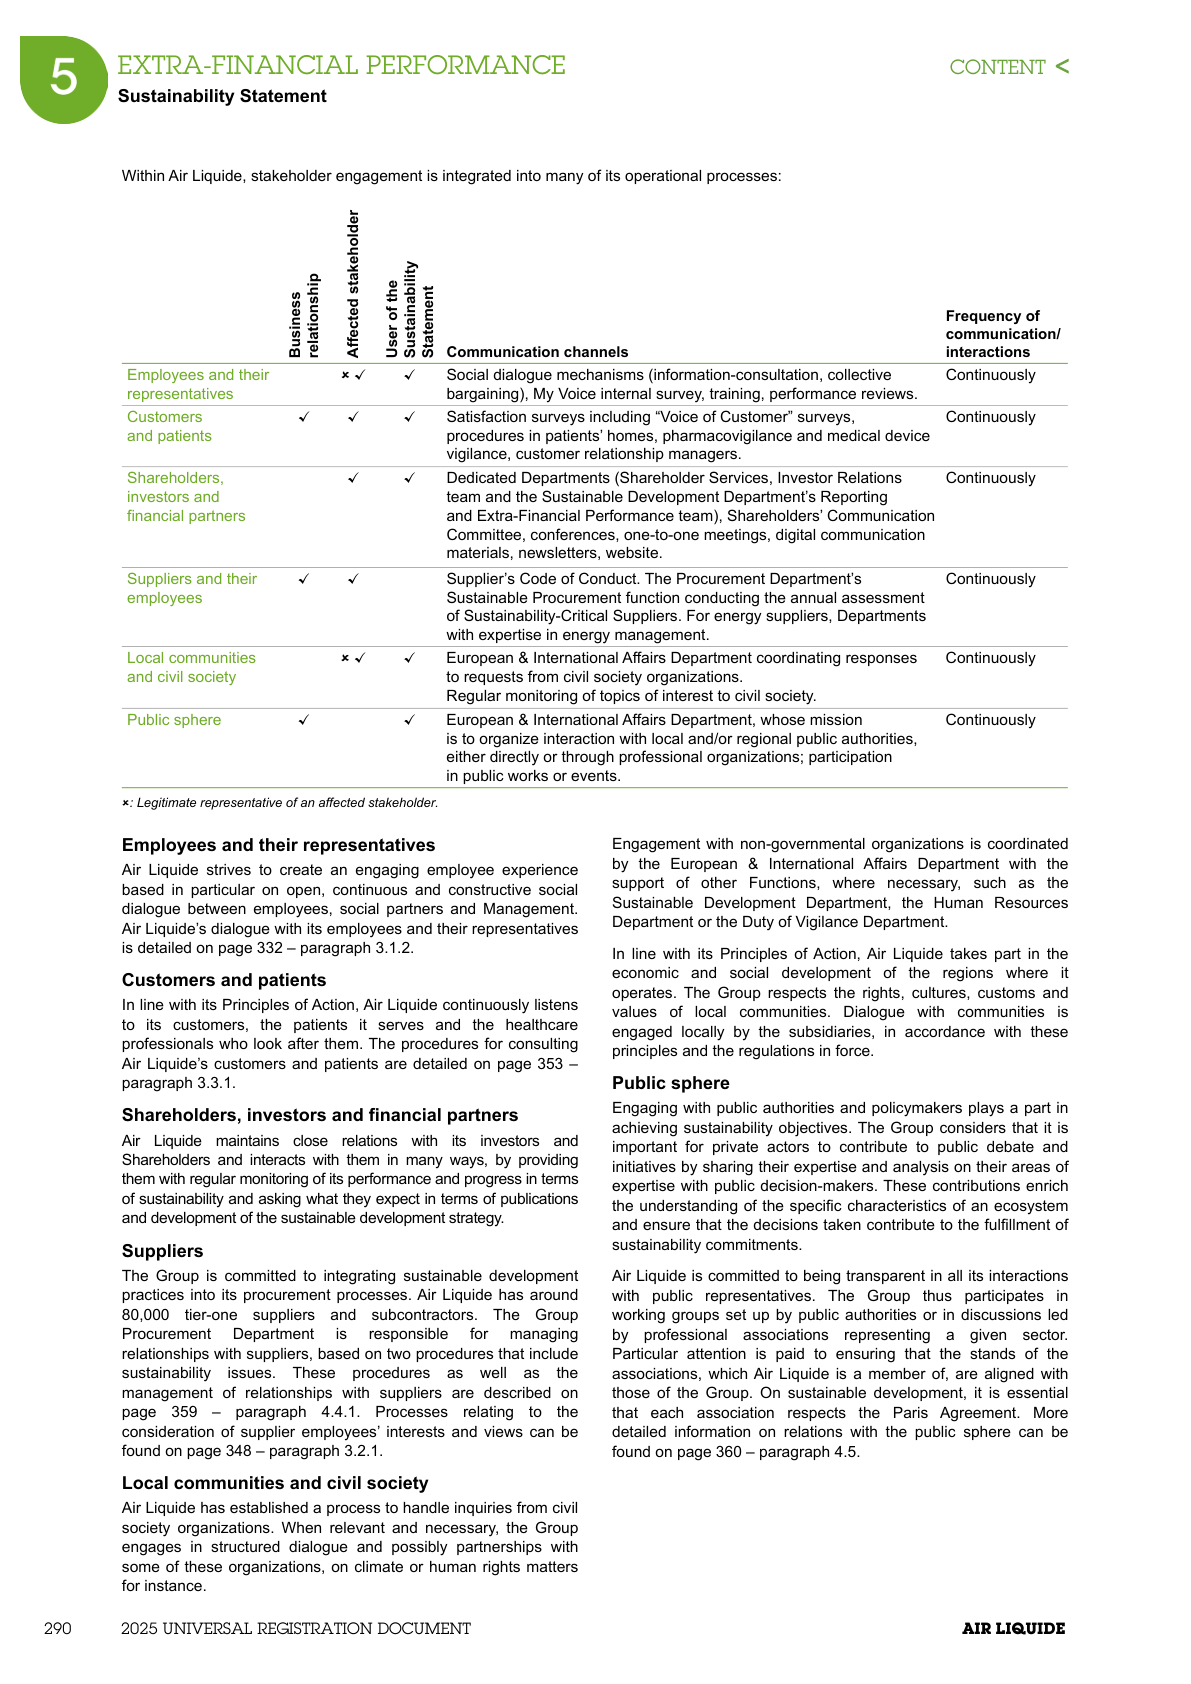 5
EXTRA-FINANCIAL PERFORMANCE
CONTENT <
Sustainability Statement
Within Air Liquide, stakeholder engagement is integrated into many of its operational processes:
Business
relationship
Affected stakeholder
User of the
Sustainability
Statement
Communication channels
Frequency of
communication/
interactions
Employees and their
representatives
× ✓
✓
Social dialogue mechanisms (information-consultation, collective
bargaining), My Voice internal survey, training, performance reviews.
Continuously
Customers
and patients
✓
✓
✓
Satisfaction surveys including “Voice of Customer” surveys,
procedures in patients’ homes, pharmacovigilance and medical device
vigilance, customer relationship managers.
Continuously
Shareholders,
investors and
financial partners
✓
✓
Dedicated Departments (Shareholder Services, Investor Relations
team and the Sustainable Development Department’s Reporting
and Extra-Financial Performance team), Shareholders’ Communication
Committee, conferences, one-to-one meetings, digital communication
materials, newsletters, website.
Continuously
Suppliers and their
employees
✓
✓
Supplier’s Code of Conduct. The Procurement Department’s
Sustainable Procurement function conducting the annual assessment
of Sustainability-Critical Suppliers. For energy suppliers, Departments
with expertise in energy management.
Continuously
Local communities
and civil society
× ✓
✓
European & International Affairs Department coordinating responses
to requests from civil society organizations.
Regular monitoring of topics of interest to civil society.
Continuously
Public sphere
✓
✓
European & International Affairs Department, whose mission
is to organize interaction with local and/or regional public authorities,
either directly or through professional organizations; participation
in public works or events.
Continuously
×: Legitimate representative of an affected stakeholder.
Employees and their representatives
Air Liquide strives to create an engaging employee experience
based in particular on open, continuous and constructive social
dialogue between employees, social partners and Management.
Air Liquide’s dialogue with its employees and their representatives
is detailed on page 332 – paragraph 3.1.2.
Customers and patients
In line with its Principles of Action, Air Liquide continuously listens
to its customers, the patients it serves and the healthcare
professionals who look after them. The procedures for consulting
Air Liquide’s customers and patients are detailed on page 353 –
paragraph 3.3.1.
Shareholders, investors and financial partners
Air Liquide maintains close relations with its investors and
Shareholders and interacts with them in many ways, by providing
them with regular monitoring of its performance and progress in terms
of sustainability and asking what they expect in terms of publications
and development of the sustainable development strategy.
Suppliers
The Group is committed to integrating sustainable development
practices into its procurement processes. Air Liquide has around
80,000 tier-one suppliers and subcontractors. The Group
Procurement Department is responsible for managing
relationships with suppliers, based on two procedures that include
sustainability issues. These procedures as well as the
management of relationships with suppliers are described on
page 359 – paragraph 4.4.1. Processes relating to the
consideration of supplier employees’ interests and views can be
found on page 348 – paragraph 3.2.1.
Local communities and civil society
Air Liquide has established a process to handle inquiries from civil
society organizations. When relevant and necessary, the Group
engages in structured dialogue and possibly partnerships with
some of these organizations, on climate or human rights matters
for instance.
Engagement with non-governmental organizations is coordinated
by the European & International Affairs Department with the
support of other Functions, where necessary, such as the
Sustainable Development Department, the Human Resources
Department or the Duty of Vigilance Department.
In line with its Principles of Action, Air Liquide takes part in the
economic and social development of the regions where it
operates. The Group respects the rights, cultures, customs and
values of local communities. Dialogue with communities is
engaged locally by the subsidiaries, in accordance with these
principles and the regulations in force.
Public sphere
Engaging with public authorities and policymakers plays a part in
achieving sustainability objectives. The Group considers that it is
important for private actors to contribute to public debate and
initiatives by sharing their expertise and analysis on their areas of
expertise with public decision-makers. These contributions enrich
the understanding of the specific characteristics of an ecosystem
and ensure that the decisions taken contribute to the fulfillment of
sustainability commitments.
Air Liquide is committed to being transparent in all its interactions
with public representatives. The Group thus participates in
working groups set up by public authorities or in discussions led
by professional associations representing a given sector.
Particular attention is paid to ensuring that the stands of the
associations, which Air Liquide is a member of, are aligned with
those of the Group. On sustainable development, it is essential
that each association respects the Paris Agreement. More
detailed information on relations with the public sphere can be
found on page 360 – paragraph 4.5.
290
2025 UNIVERSAL REGISTRATION DOCUMENT
AIR LIQUIDE